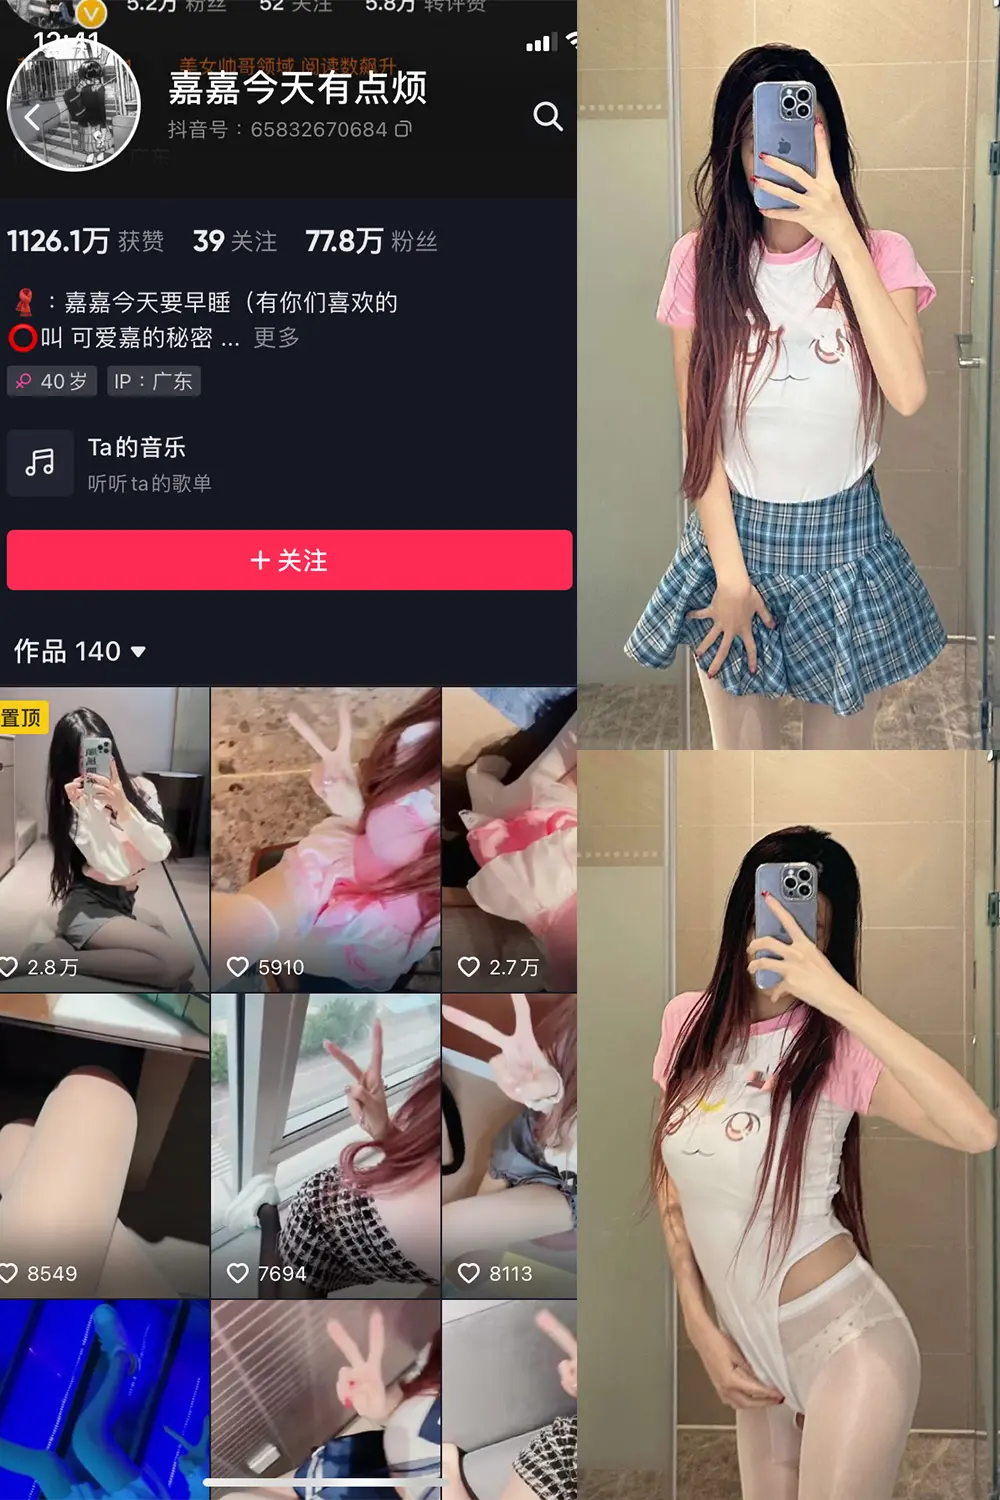 5.2万 粉丝 52 关注 5.8万 转评赞
12:41
美女帅哥领域 阅读数飙升
嘉嘉今天有点烦
抖音号：65832670684
1126.1万 获赞 39 关注 77.8万 粉丝
：嘉嘉今天要早睡（有你们喜欢的
⭕叫 可爱嘉的秘密 ... 更多
♀ 40岁 IP：广东
Ta的音乐
听听ta的歌单
+ 关注
作品 140
置顶
2.8万 5910 2.7万
8549 7694 8113